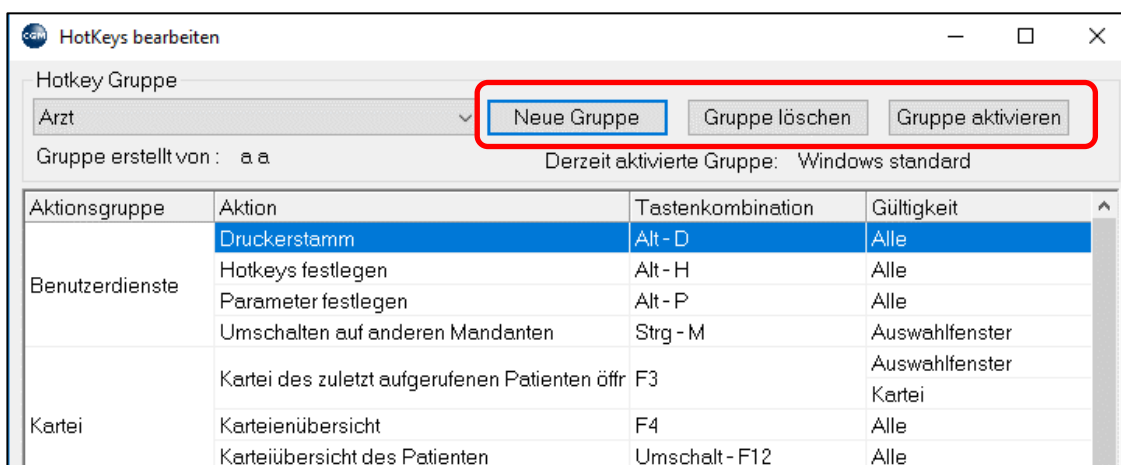 CGM HotKeys bearbeiten
Hotkey Gruppe
Arzt Neue Gruppe Gruppe löschen Gruppe aktivieren
Gruppe erstellt von : a a Derzeit aktivierte Gruppe: Windows standard
Aktionsgruppe Aktion Tastenkombination Gültigkeit
Druckerstamm Alt - D Alle
Benutzerdienste
Hotkeys festlegen Alt - H Alle
Parameter festlegen Alt - P Alle
Umschalten auf anderen Mandanten Strg - M Auswahlfenster
Kartei des zuletzt aufgerufenen Patienten öffr F3 Auswahlfenster
Kartei
Kartei
Karteienübersicht F4 Alle
Karteiübersicht des Patienten Umschalt - F12 Alle